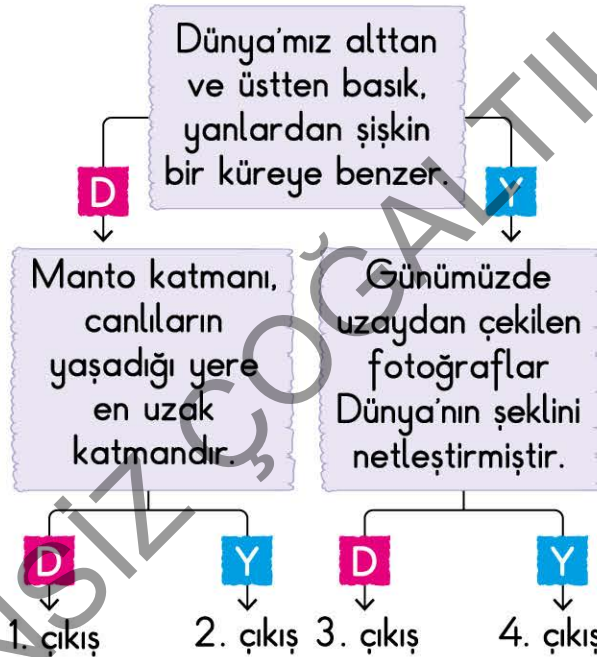 Dünya'mız alttan
ve üstten basık,
yanlardan şişkin
bir küreye benzer.
D
Y
Manto katmanı,
canlıların
yaşadığı yere
en uzak
katmandır.
Günümüzde
uzaydan çekilen
fotoğraflar
Dünya'nın şeklini
netleştirmiştir.
D
Y
D
Y
1. çıkış
2. çıkış
3. çıkış
4. çıkış